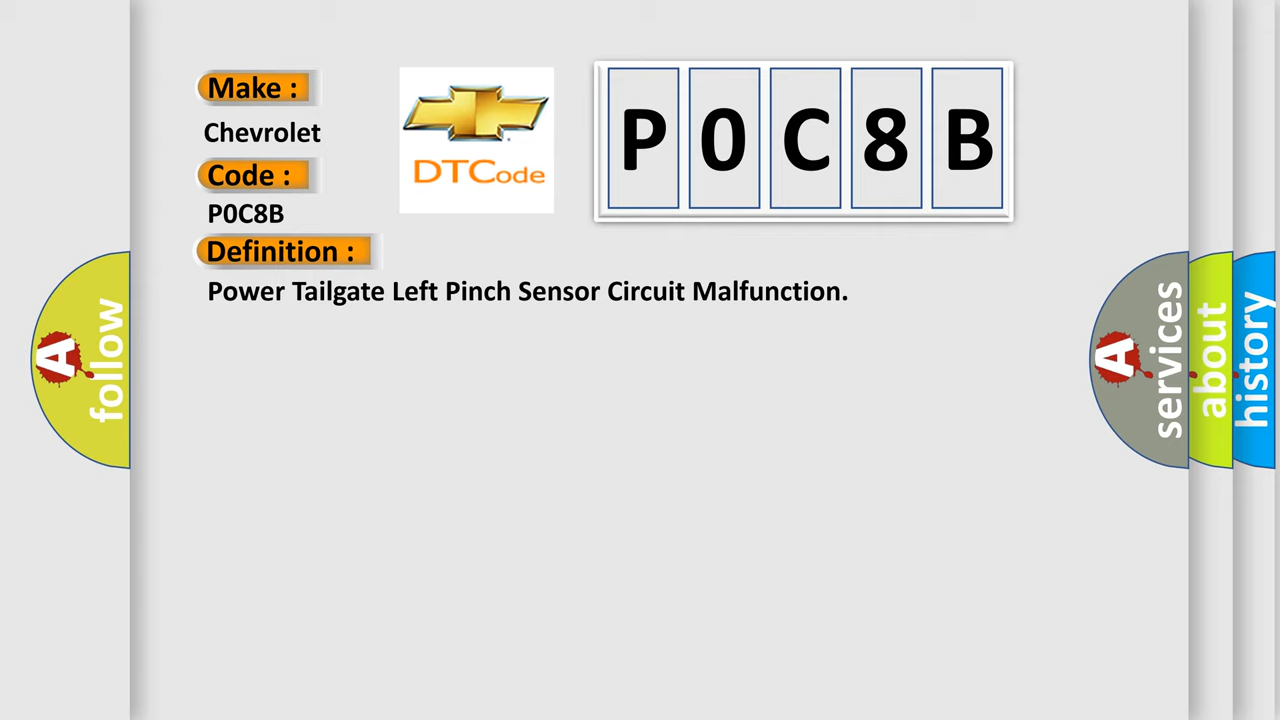 Make :
Chevrolet
Code :
P0C8B
Definition :
Power Tailgate Left Pinch Sensor Circuit Malfunction.
DTCode
P0C8B
A follow
A services
about
history